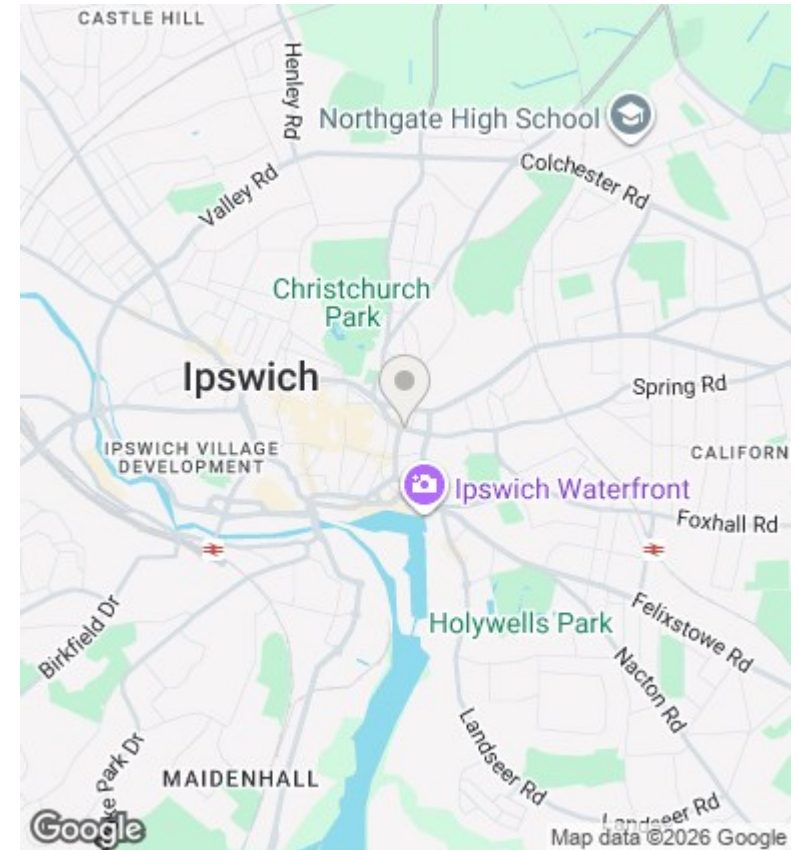 CASTLE HILL
Henley Rd
Northgate High School
Colchester Rd
Valley Rd
Christchurch
Park
Ipswich
Spring Rd
IPSWICH VILLAGE
DEVELOPMENT
CALIFORN
Ipswich Waterfront
Foxhall Rd
Birkfield Dr
Holywells Park
Felixstowe Rd
Nacton Rd
Landseer Rd
MAIDENHALL
Park Dr
Landseer Rd
Google
Map data ©2026 Google